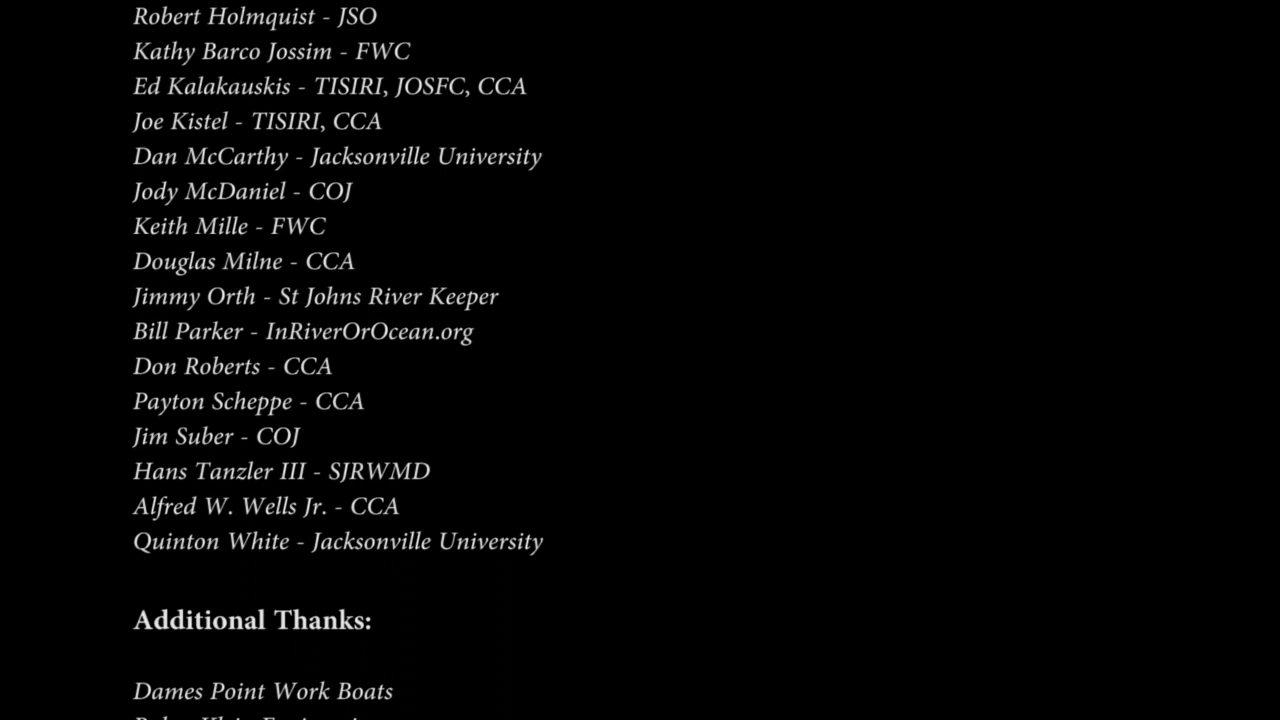 Robert Holmquist - JSO
Kathy Barco Jossim - FWC
Ed Kalakauskis - TISIRI, JOSFC, CCA
Joe Kistel - TISIRI, CCA
Dan McCarthy - Jacksonville University
Jody McDaniel - COJ
Keith Mille - FWC
Douglas Milne - CCA
Jimmy Orth - St Johns River Keeper
Bill Parker - InRiverOrOcean.org
Don Roberts - CCA
Payton Scheppe - CCA
Jim Suber - COJ
Hans Tanzler III - SJRWMD
Alfred W. Wells Jr. - CCA
Quinton White - Jacksonville University
Additional Thanks:
Dames Point Work Boats